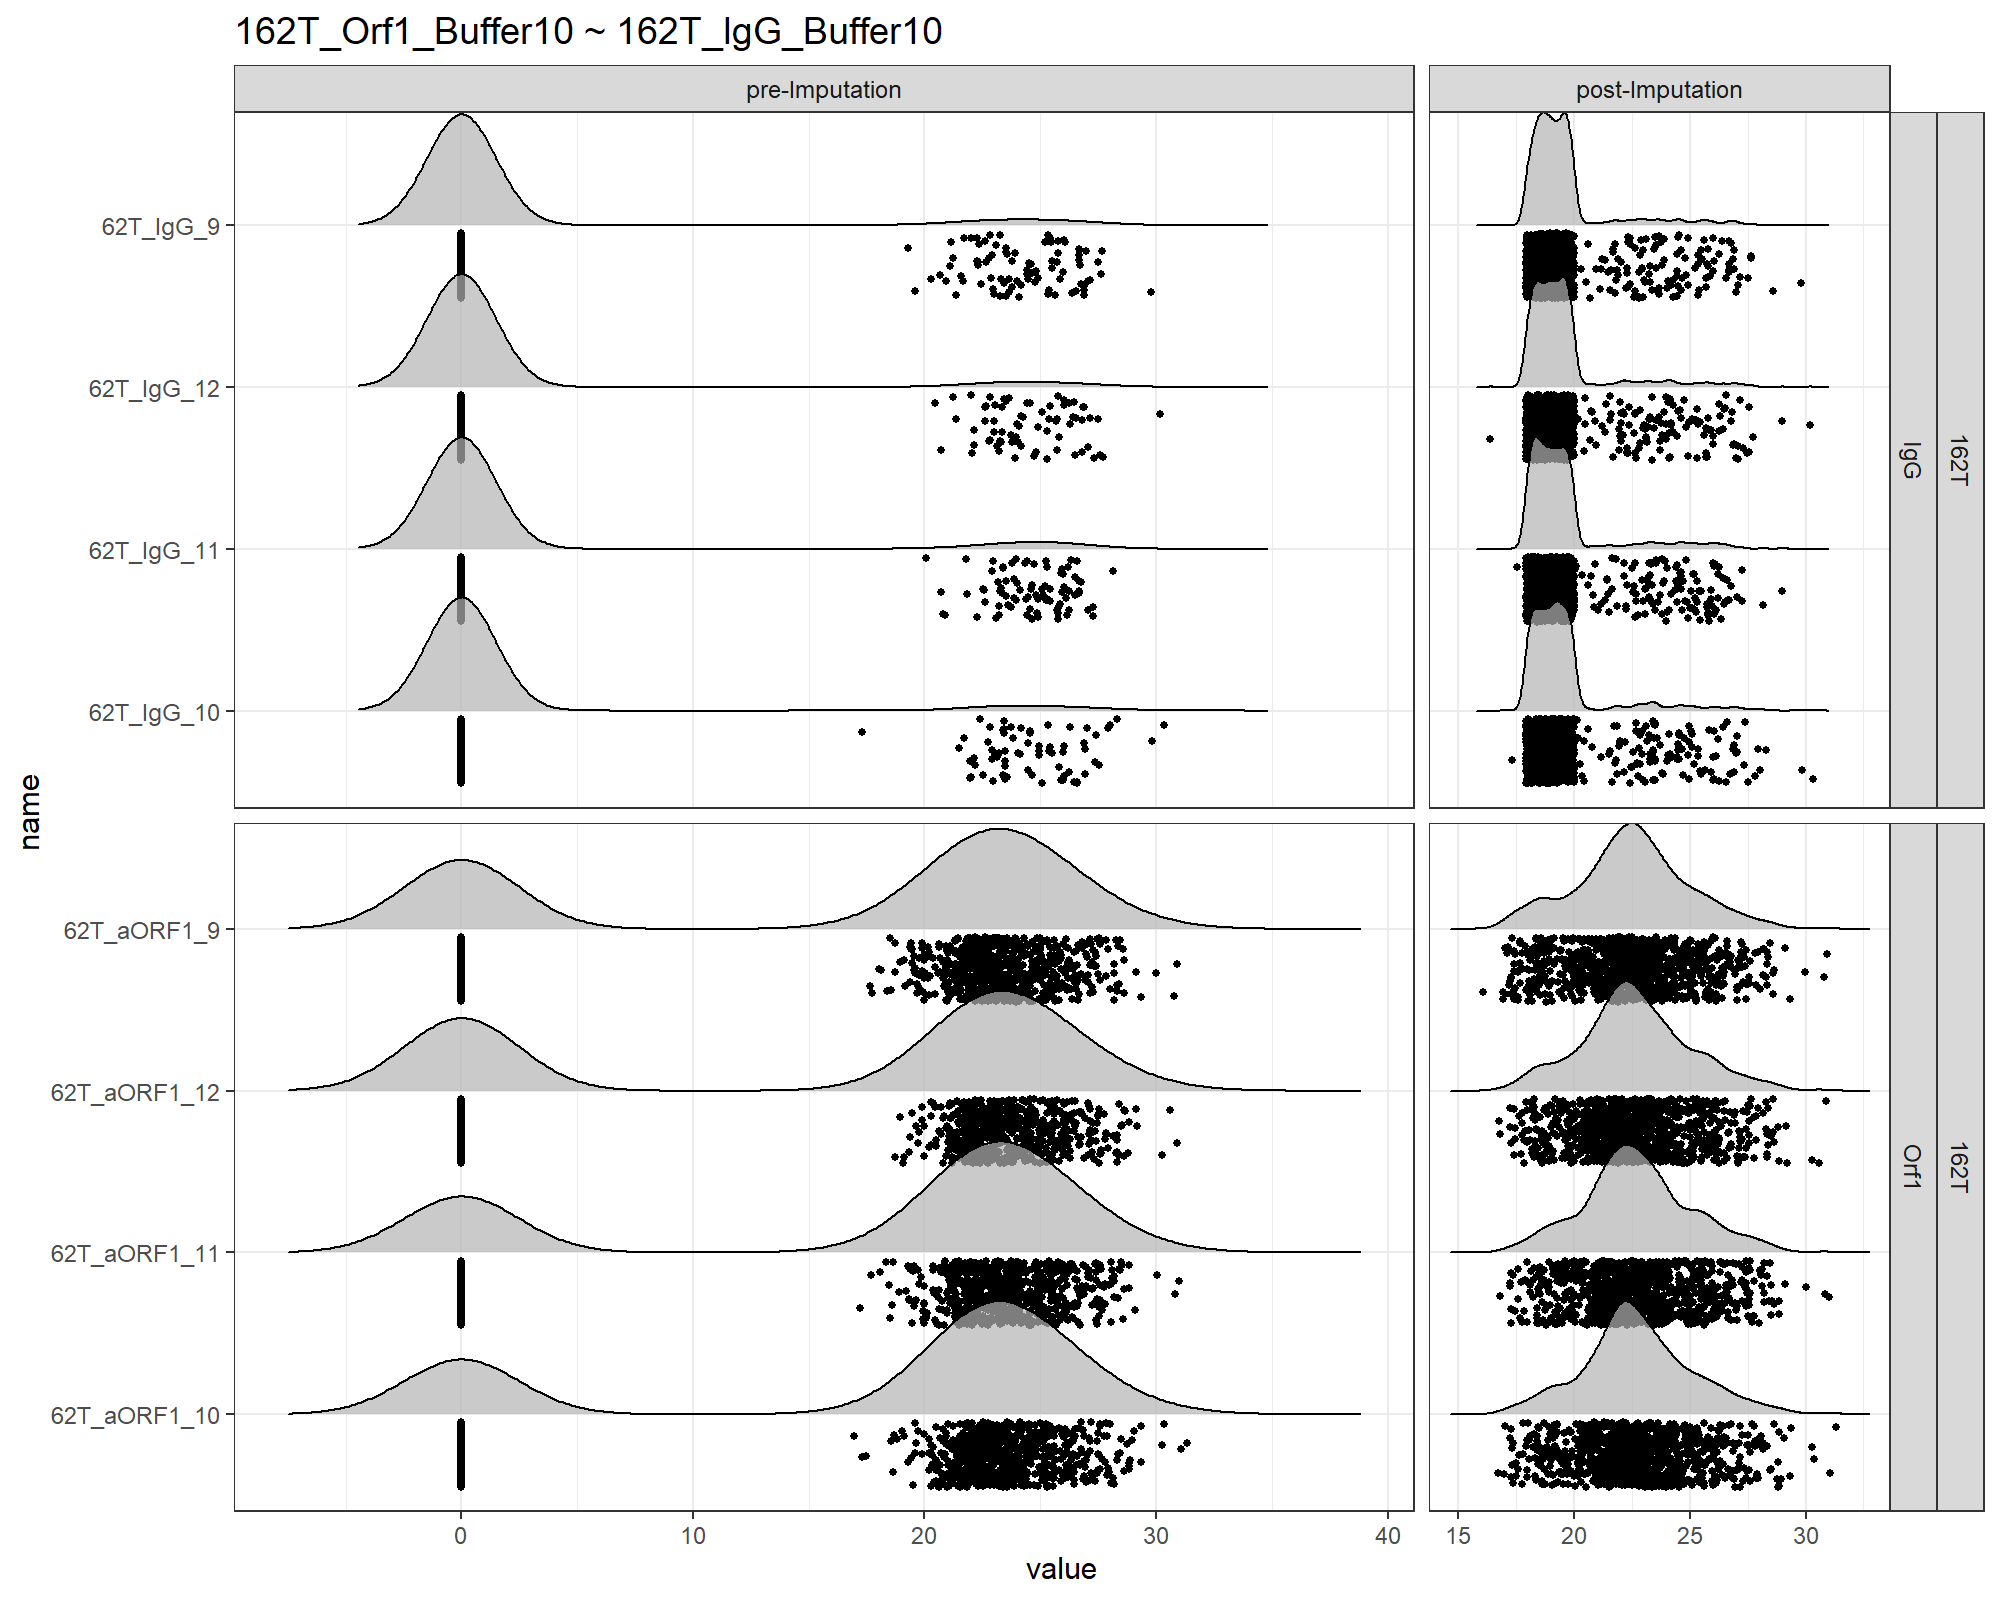 162T_Orf1_Buffer10 ~ 162T_IgG_Buffer10
pre-Imputation
post-Imputation
62T_IgG_9
62T_IgG_12
62T_IgG_11
62T_IgG_10
IgG
162T
name
62T_aORF1_9
62T_aORF1_12
62T_aORF1_11
62T_aORF1_10
Orf1
162T
0 10 20 30 40
15 20 25 30
value